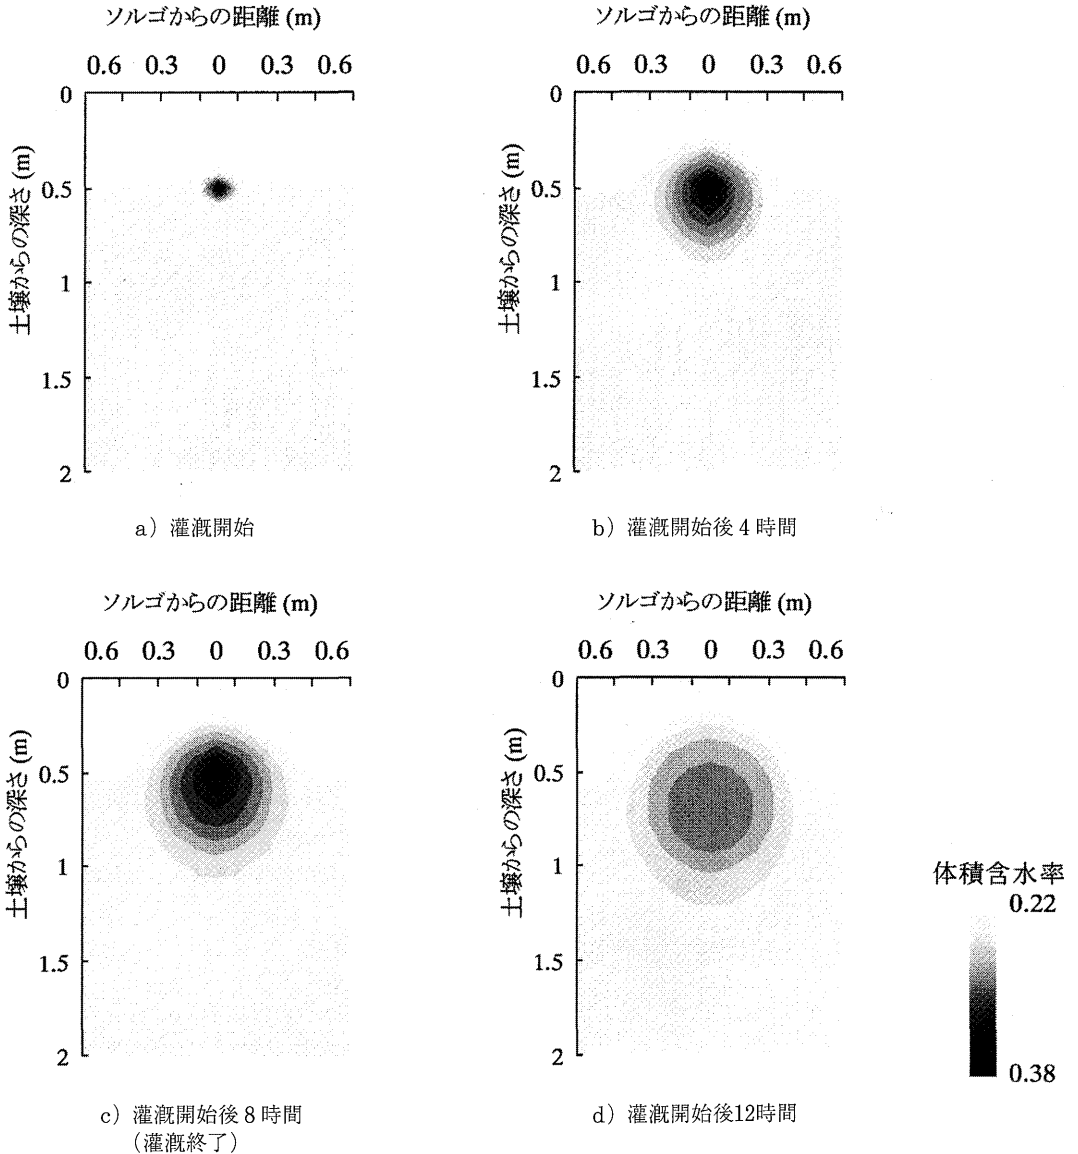 ソルゴからの距離 (m)
0.6 0.3 0 0.3 0.6
土壌からの深さ (m)
0
0.5
1
1.5
2
a）灌漑開始
ソルゴからの距離 (m)
0.6 0.3 0 0.3 0.6
土壌からの深さ (m)
0
0.5
1
1.5
2
b）灌漑開始後 4 時間
ソルゴからの距離 (m)
0.6 0.3 0 0.3 0.6
土壌からの深さ (m)
0
0.5
1
1.5
2
c）灌漑開始後 8 時間
（灌漑終了）
ソルゴからの距離 (m)
0.6 0.3 0 0.3 0.6
土壌からの深さ (m)
0
0.5
1
1.5
2
d）灌漑開始後12時間
体積含水率
0.22
0.38